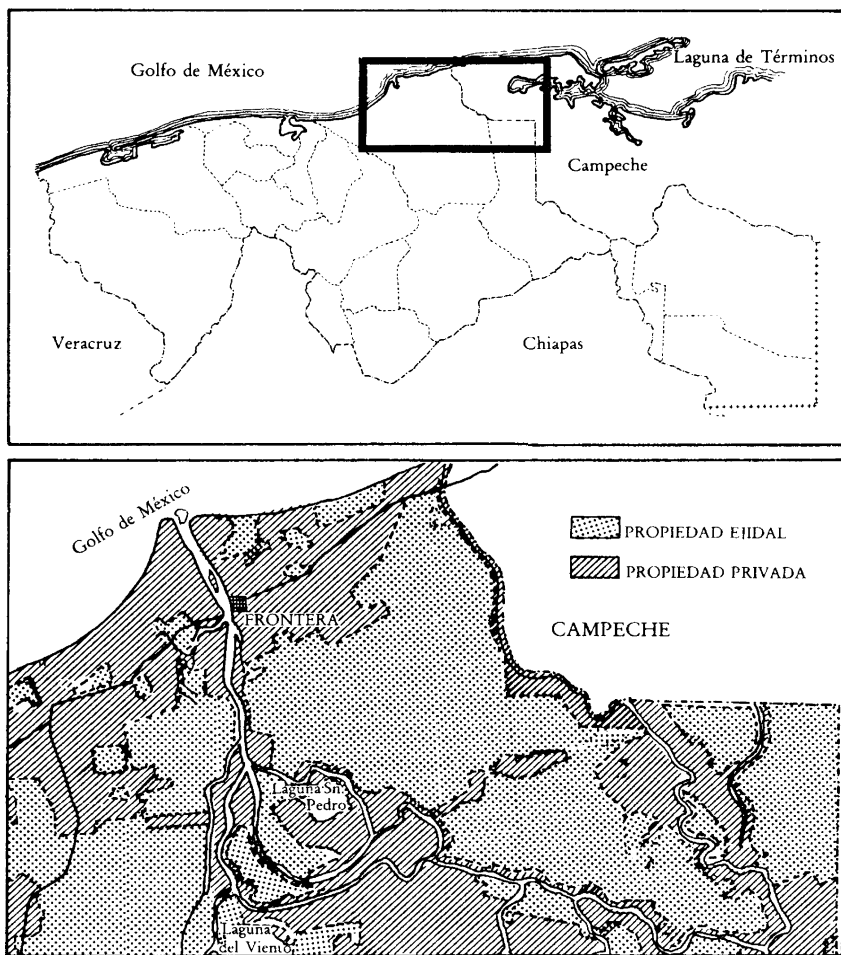 Golfo de México
Laguna de Términos
Campeche
Veracruz
Chiapas
Golfo de México
PROPIEDAD EJIDAL
PROPIEDAD PRIVADA
FRONTERA
CAMPECHE
Laguna Sn.
Pedro
Laguna
del Viento